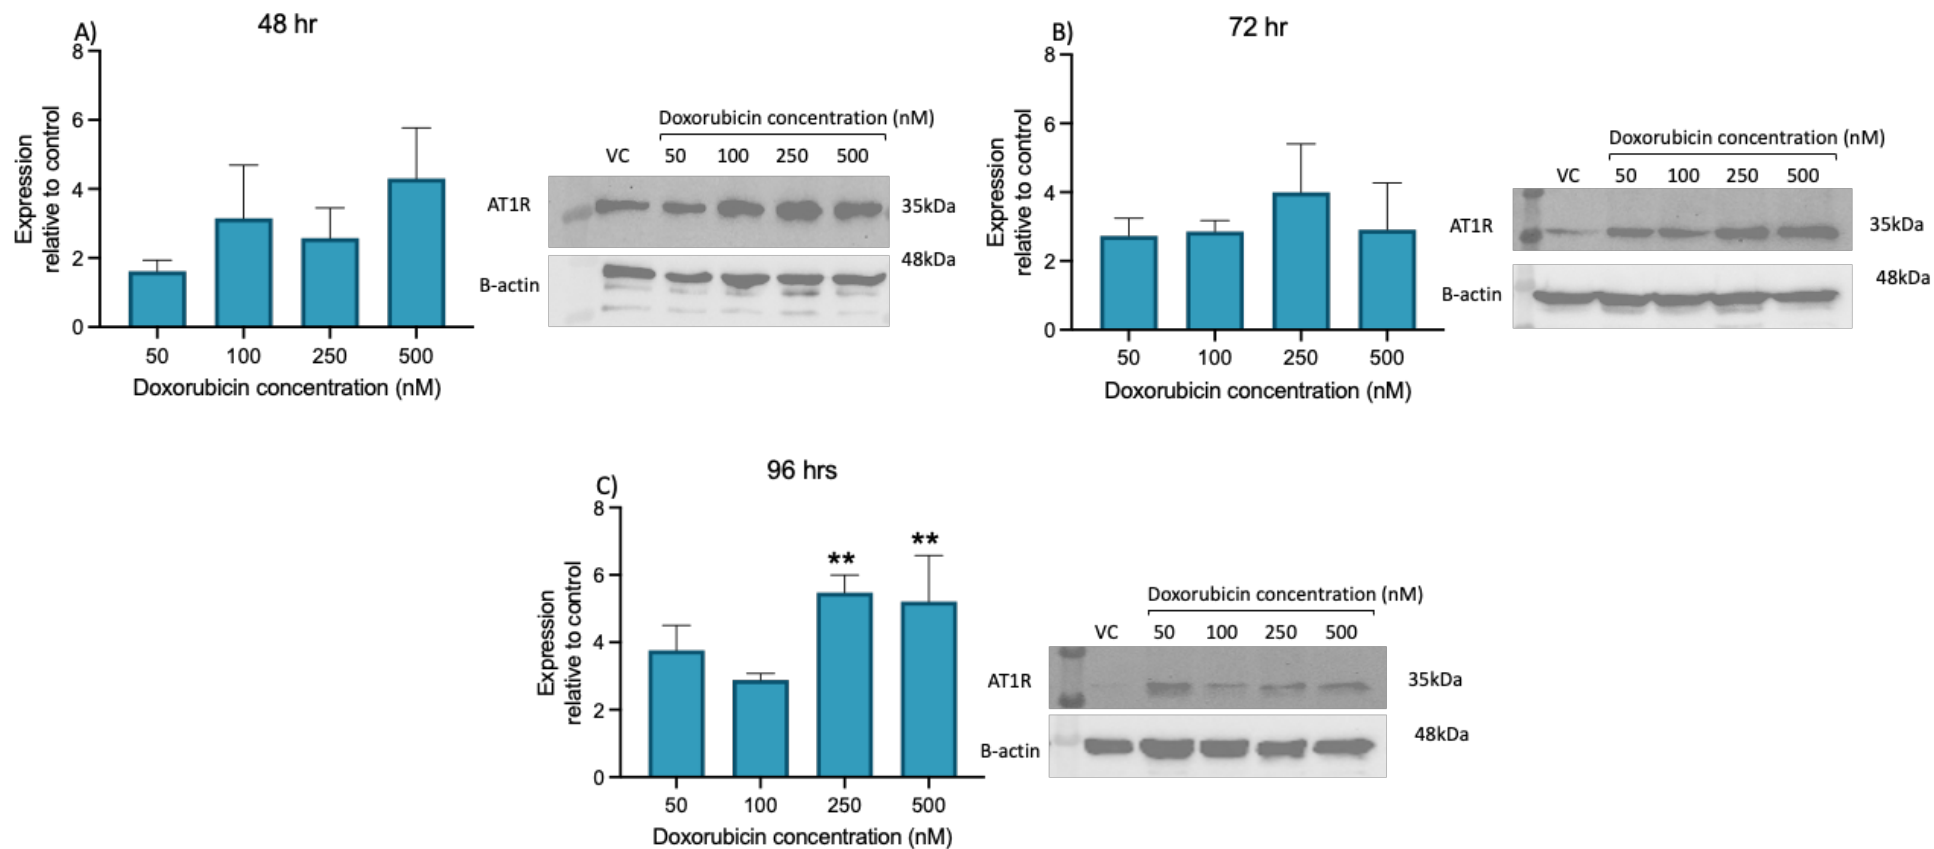 A)
48 hr
8
6
4
2
0
Expression
relative to control
50 100 250 500
Doxorubicin concentration (nM)
Doxorubicin concentration (nM)
VC 50 100 250 500
AT1R
35kDa
48kDa
B-actin
B)
72 hr
8
6
4
2
0
Expression
relative to control
50 100 250 500
Doxorubicin concentration (nM)
Doxorubicin concentration (nM)
VC 50 100 250 500
AT1R
35kDa
48kDa
B-actin
C)
96 hrs
8
6
4
2
0
Expression
relative to control
**
**
50 100 250 500
Doxorubicin concentration (nM)
Doxorubicin concentration (nM)
VC 50 100 250 500
AT1R
35kDa
48kDa
B-actin